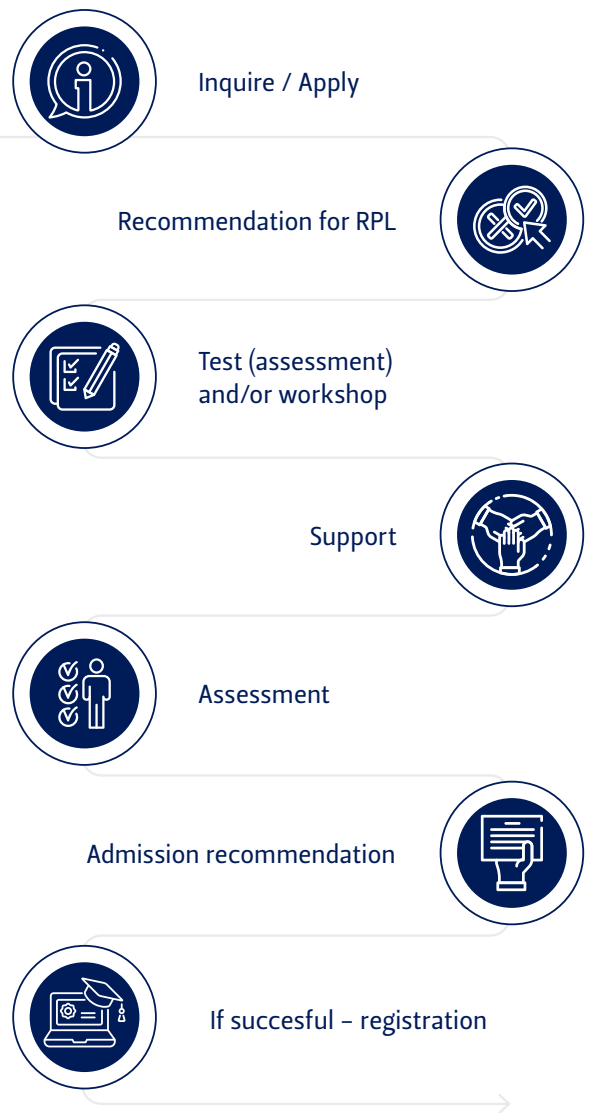 Inquire / Apply
Recommendation for RPL
Test (assessment)
and/or workshop
Support
Assessment
Admission recommendation
If succesful – registration